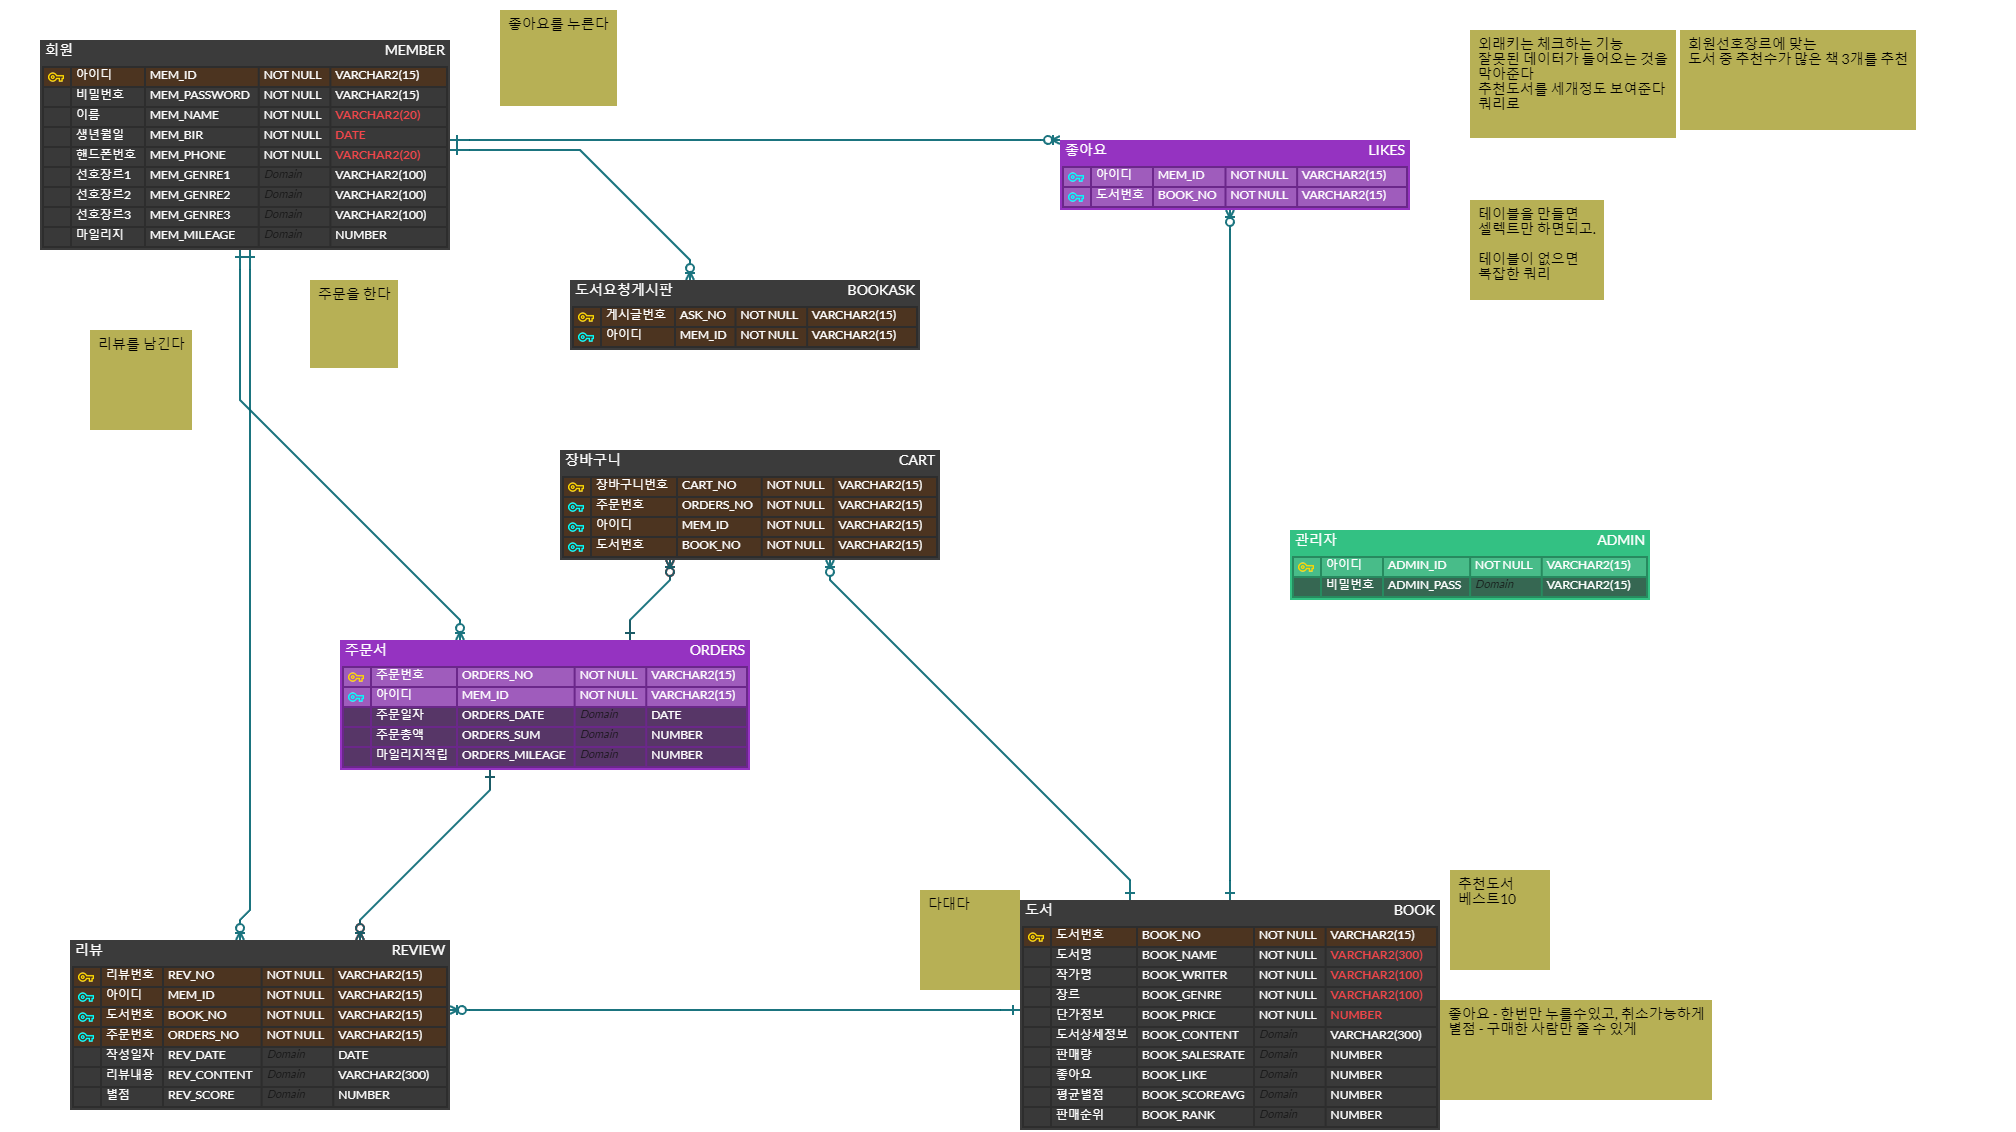 좋아요를 누른다
외래키는 체크하는 기능
잘못된 데이터가 들어오는 것을
막아준다
추천도서를 세개정도 보여준다
쿼리로
회원선호장르에 맞는
도서 중 추천수가 많은 책 3개를 추천
회원 MEMBER
아이디 MEM_ID NOT NULL VARCHAR2(15)
비밀번호 MEM_PASSWORD NOT NULL VARCHAR2(15)
이름 MEM_NAME NOT NULL VARCHAR2(20)
생년월일 MEM_BIR NOT NULL DATE
핸드폰번호 MEM_PHONE NOT NULL VARCHAR2(20)
선호장르1 MEM_GENRE1 Domain VARCHAR2(100)
선호장르2 MEM_GENRE2 Domain VARCHAR2(100)
선호장르3 MEM_GENRE3 Domain VARCHAR2(100)
마일리지 MEM_MILEAGE Domain NUMBER
좋아요 LIKES
아이디 MEM_ID NOT NULL VARCHAR2(15)
도서번호 BOOK_NO NOT NULL VARCHAR2(15)
테이블을 만들면
셀렉트만 하면되고.
테이블이 없으면
복잡한 쿼리
주문을 한다
도서요청게시판 BOOKASK
게시글번호 ASK_NO NOT NULL VARCHAR2(15)
아이디 MEM_ID NOT NULL VARCHAR2(15)
리뷰를 남긴다
장바구니 CART
장바구니번호 CART_NO NOT NULL VARCHAR2(15)
주문번호 ORDERS_NO NOT NULL VARCHAR2(15)
아이디 MEM_ID NOT NULL VARCHAR2(15)
도서번호 BOOK_NO NOT NULL VARCHAR2(15)
관리자 ADMIN
아이디 ADMIN_ID NOT NULL VARCHAR2(15)
비밀번호 ADMIN_PASS Domain VARCHAR2(15)
주문서 ORDERS
주문번호 ORDERS_NO NOT NULL VARCHAR2(15)
아이디 MEM_ID NOT NULL VARCHAR2(15)
주문일자 ORDERS_DATE Domain DATE
주문총액 ORDERS_SUM Domain NUMBER
마일리지적립 ORDERS_MILEAGE Domain NUMBER
추천도서
베스트10
다대다
도서 BOOK
도서번호 BOOK_NO NOT NULL VARCHAR2(15)
도서명 BOOK_NAME NOT NULL VARCHAR2(300)
작가명 BOOK_WRITER NOT NULL VARCHAR2(100)
장르 BOOK_GENRE NOT NULL VARCHAR2(100)
단가정보 BOOK_PRICE NOT NULL NUMBER
도서상세정보 BOOK_CONTENT Domain VARCHAR2(300)
판매량 BOOK_SALESRATE Domain NUMBER
좋아요 BOOK_LIKE Domain NUMBER
평균별점 BOOK_SCOREAVG Domain NUMBER
판매순위 BOOK_RANK Domain NUMBER
리뷰 REVIEW
리뷰번호 REV_NO NOT NULL VARCHAR2(15)
아이디 MEM_ID NOT NULL VARCHAR2(15)
도서번호 BOOK_NO NOT NULL VARCHAR2(15)
주문번호 ORDERS_NO NOT NULL VARCHAR2(15)
작성일자 REV_DATE Domain DATE
리뷰내용 REV_CONTENT Domain VARCHAR2(300)
별점 REV_SCORE Domain NUMBER
좋아요 - 한번만 누를수있고, 취소가능하게
별점 - 구매한 사람만 줄 수 있게